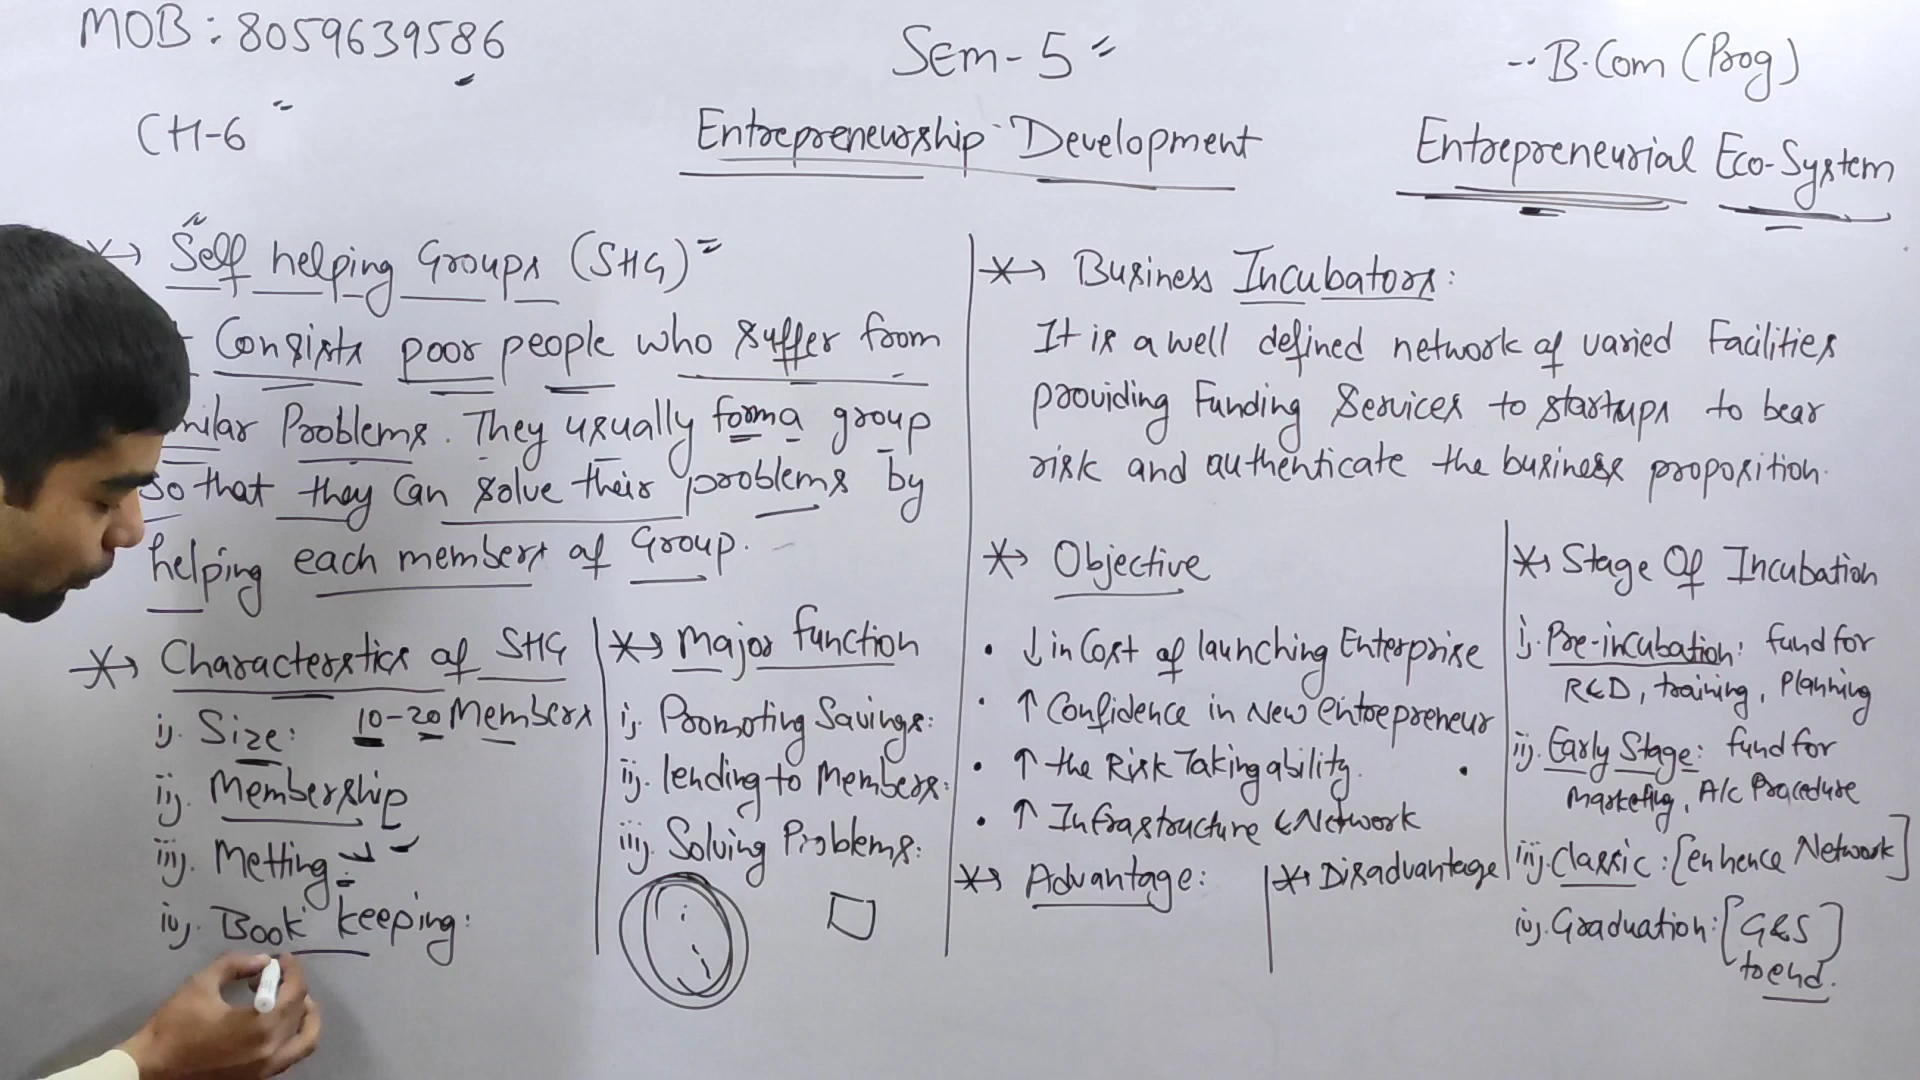 MOB: 8059639586
Sem-5
B.Com (Prog)
CH-6
Entrepreneurship Development
Entrepreneurial Eco-System
Self helping Groups (SHG)
Consists poor people who suffer from
Problems. They usually form a group
so that they can solve their problems by
helping each members of Group.
Characterstics of SHG
i). Size: 10-20 Members
ii). Membership
iii). Metting
iv). Book keeping:
Major function
i). Promoting Savings:
ii). lending to Members:
iii). Solving Problems:
Business Incubators:
It is a well defined network of varied Facilities
providing Funding Services to startups to bear
risk and authenticate the business proposition.
Objective
• ↓ in Cost of launching Enterprise
• ↑ Confidence in New entrepreneur
• ↑ the Risk Taking ability.
• ↑ Infrastructure & Network
Advantage:
Disadvantage
Stage Of Incubation
i). Pre-incubation: fund for
R&D, training, Planning
ii). Early Stage: fund for
Marketing, A/c Procedure
iii). Classic: [enhence Network]
iv). Graduation: [G&S]
to end.